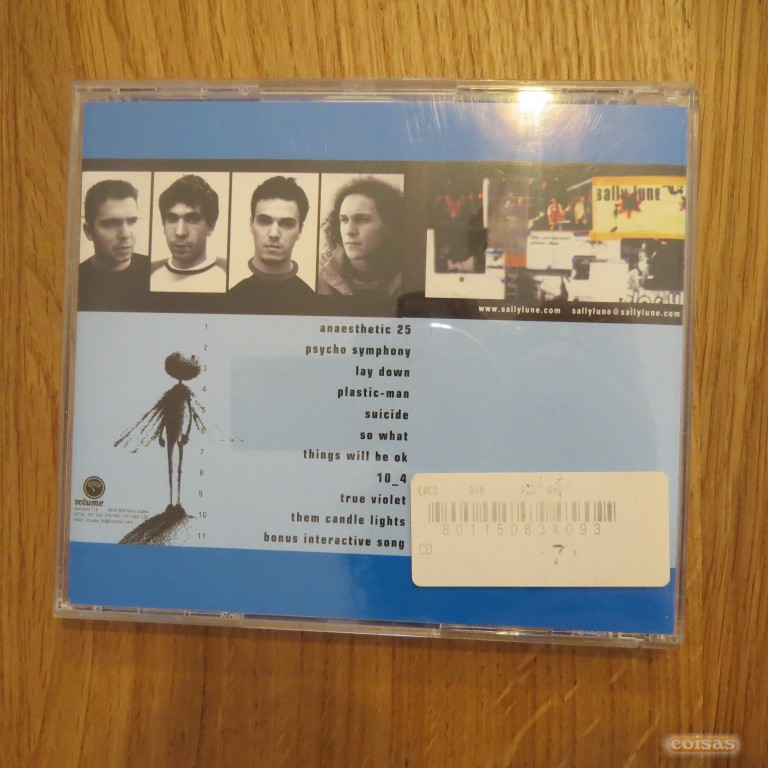 sally lune
www.sallylune.com sallylune@sallylune.com
1 anaesthetic 25
2 psycho symphony
3 lay down
4 plastic-man
5 suicide
6 so what
7 things will be ok
8 10_4
9 true violet
10 them candle lights
11 bonus interactive song
volume
CACD
801150834093
CD
coisas